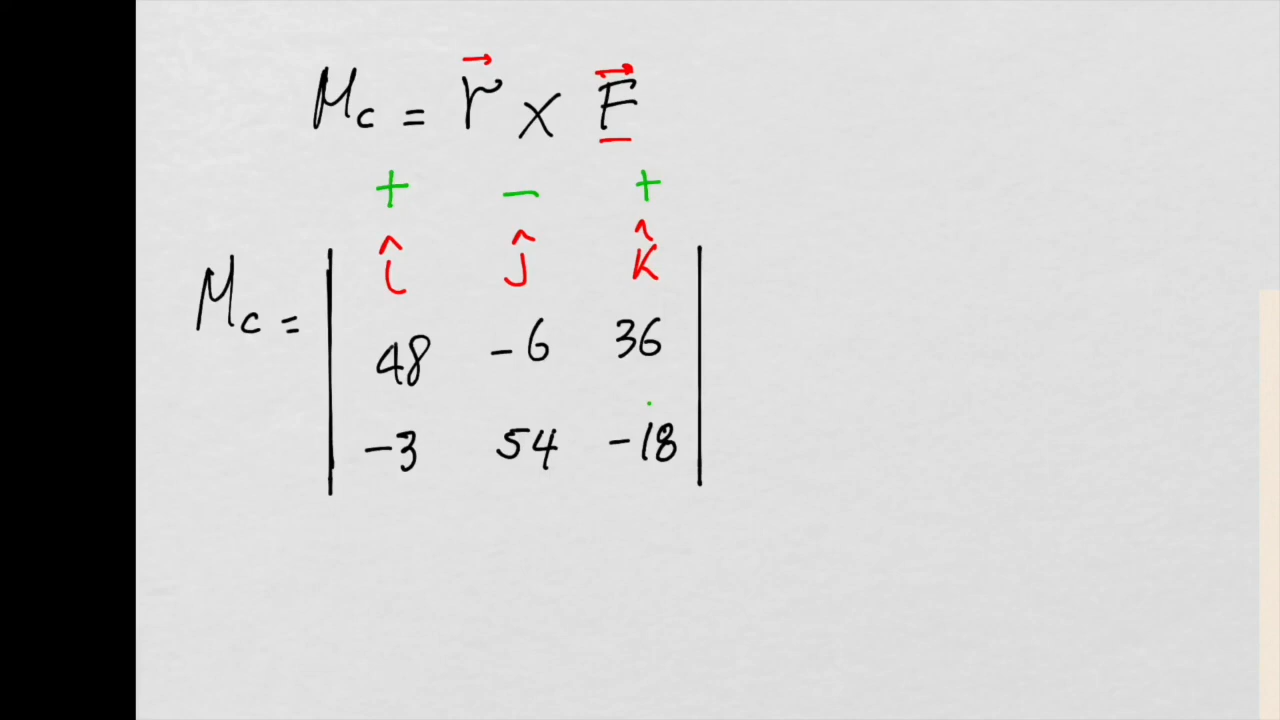 Mc = r⃗ × F⃗
+ − +
î ĵ k̂
Mc =
48 -6 36
-3 54 -18